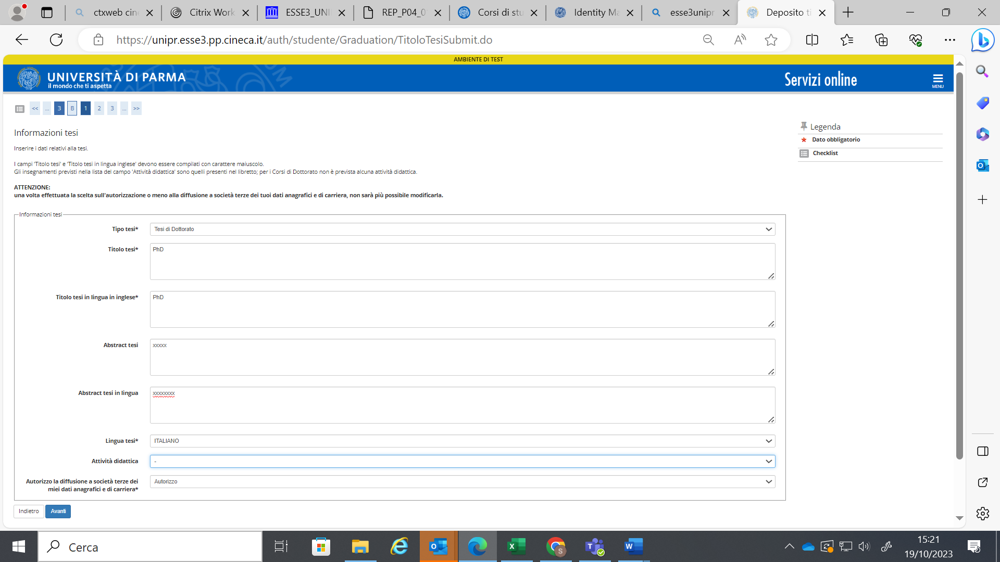 ctxweb cin
Citrix Work
ESSE3_UNI
REP_P04_0
Corsi di stu
Identity Ma
esse3unipr
Deposito ti
https://unipr.esse3.pp.cineca.it/auth/studente/Graduation/TitoloTesiSubmit.do
AMBIENTE DI TEST
UNIVERSITÀ DI PARMA
il mondo che ti aspetta
Servizi online
MENU
<< ... 3 B 1 2 3 ... >>
Informazioni tesi
Legenda
Dato obbligatorio
Checklist
Inserire i dati relativi alla tesi.
I campi 'Titolo tesi' e 'Titolo tesi in lingua inglese' devono essere compilati con carattere maiuscolo.
Gli insegnamenti previsti nella lista del campo 'Attività didattica' sono quelli presenti nel libretto; per i Corsi di Dottorato non è prevista alcuna attività didattica.
ATTENZIONE:
una volta effettuata la scelta sull'autorizzazione o meno alla diffusione a società terze dei tuoi dati anagrafici e di carriera, non sarà più possibile modificarla.
Informazioni tesi
Tipo tesi* Tesi di Dottorato
Titolo tesi* PhD
Titolo tesi in lingua in inglese* PhD
Abstract tesi xxxxx
Abstract tesi in lingua xxxxxxxx
Lingua tesi* ITALIANO
Attività didattica -
Autorizzo la diffusione a società terze dei
miei dati anagrafici e di carriera* Autorizzo
Indietro Avanti
Cerca
15:21
19/10/2023